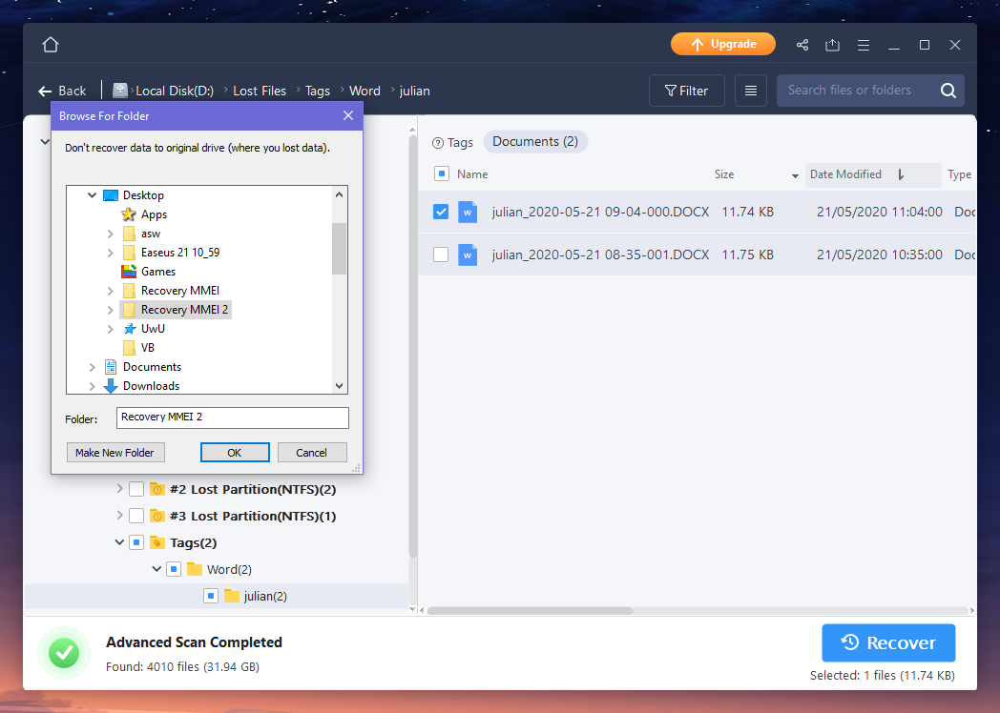 Upgrade
Back
Local Disk(D:) › Lost Files › Tags › Word › julian
Filter
Search files or folders
Browse For Folder
Don't recover data to original drive (where you lost data).
Desktop
Apps
asw
Easeus 21 10_59
Games
Recovery MMEI
Recovery MMEI 2
UwU
VB
Documents
Downloads
Folder: Recovery MMEI 2
Make New Folder OK Cancel
#2 Lost Partition(NTFS)(2)
#3 Lost Partition(NTFS)(1)
Tags(2)
Word(2)
julian(2)
Tags Documents (2)
Name Size Date Modified Type
W julian_2020-05-21 09-04-000.DOCX 11.74 KB 21/05/2020 11:04:00 Doc
W julian_2020-05-21 08-35-001.DOCX 11.75 KB 21/05/2020 10:35:00 Doc
Advanced Scan Completed
Found: 4010 files (31.94 GB)
Recover
Selected: 1 files (11.74 KB)